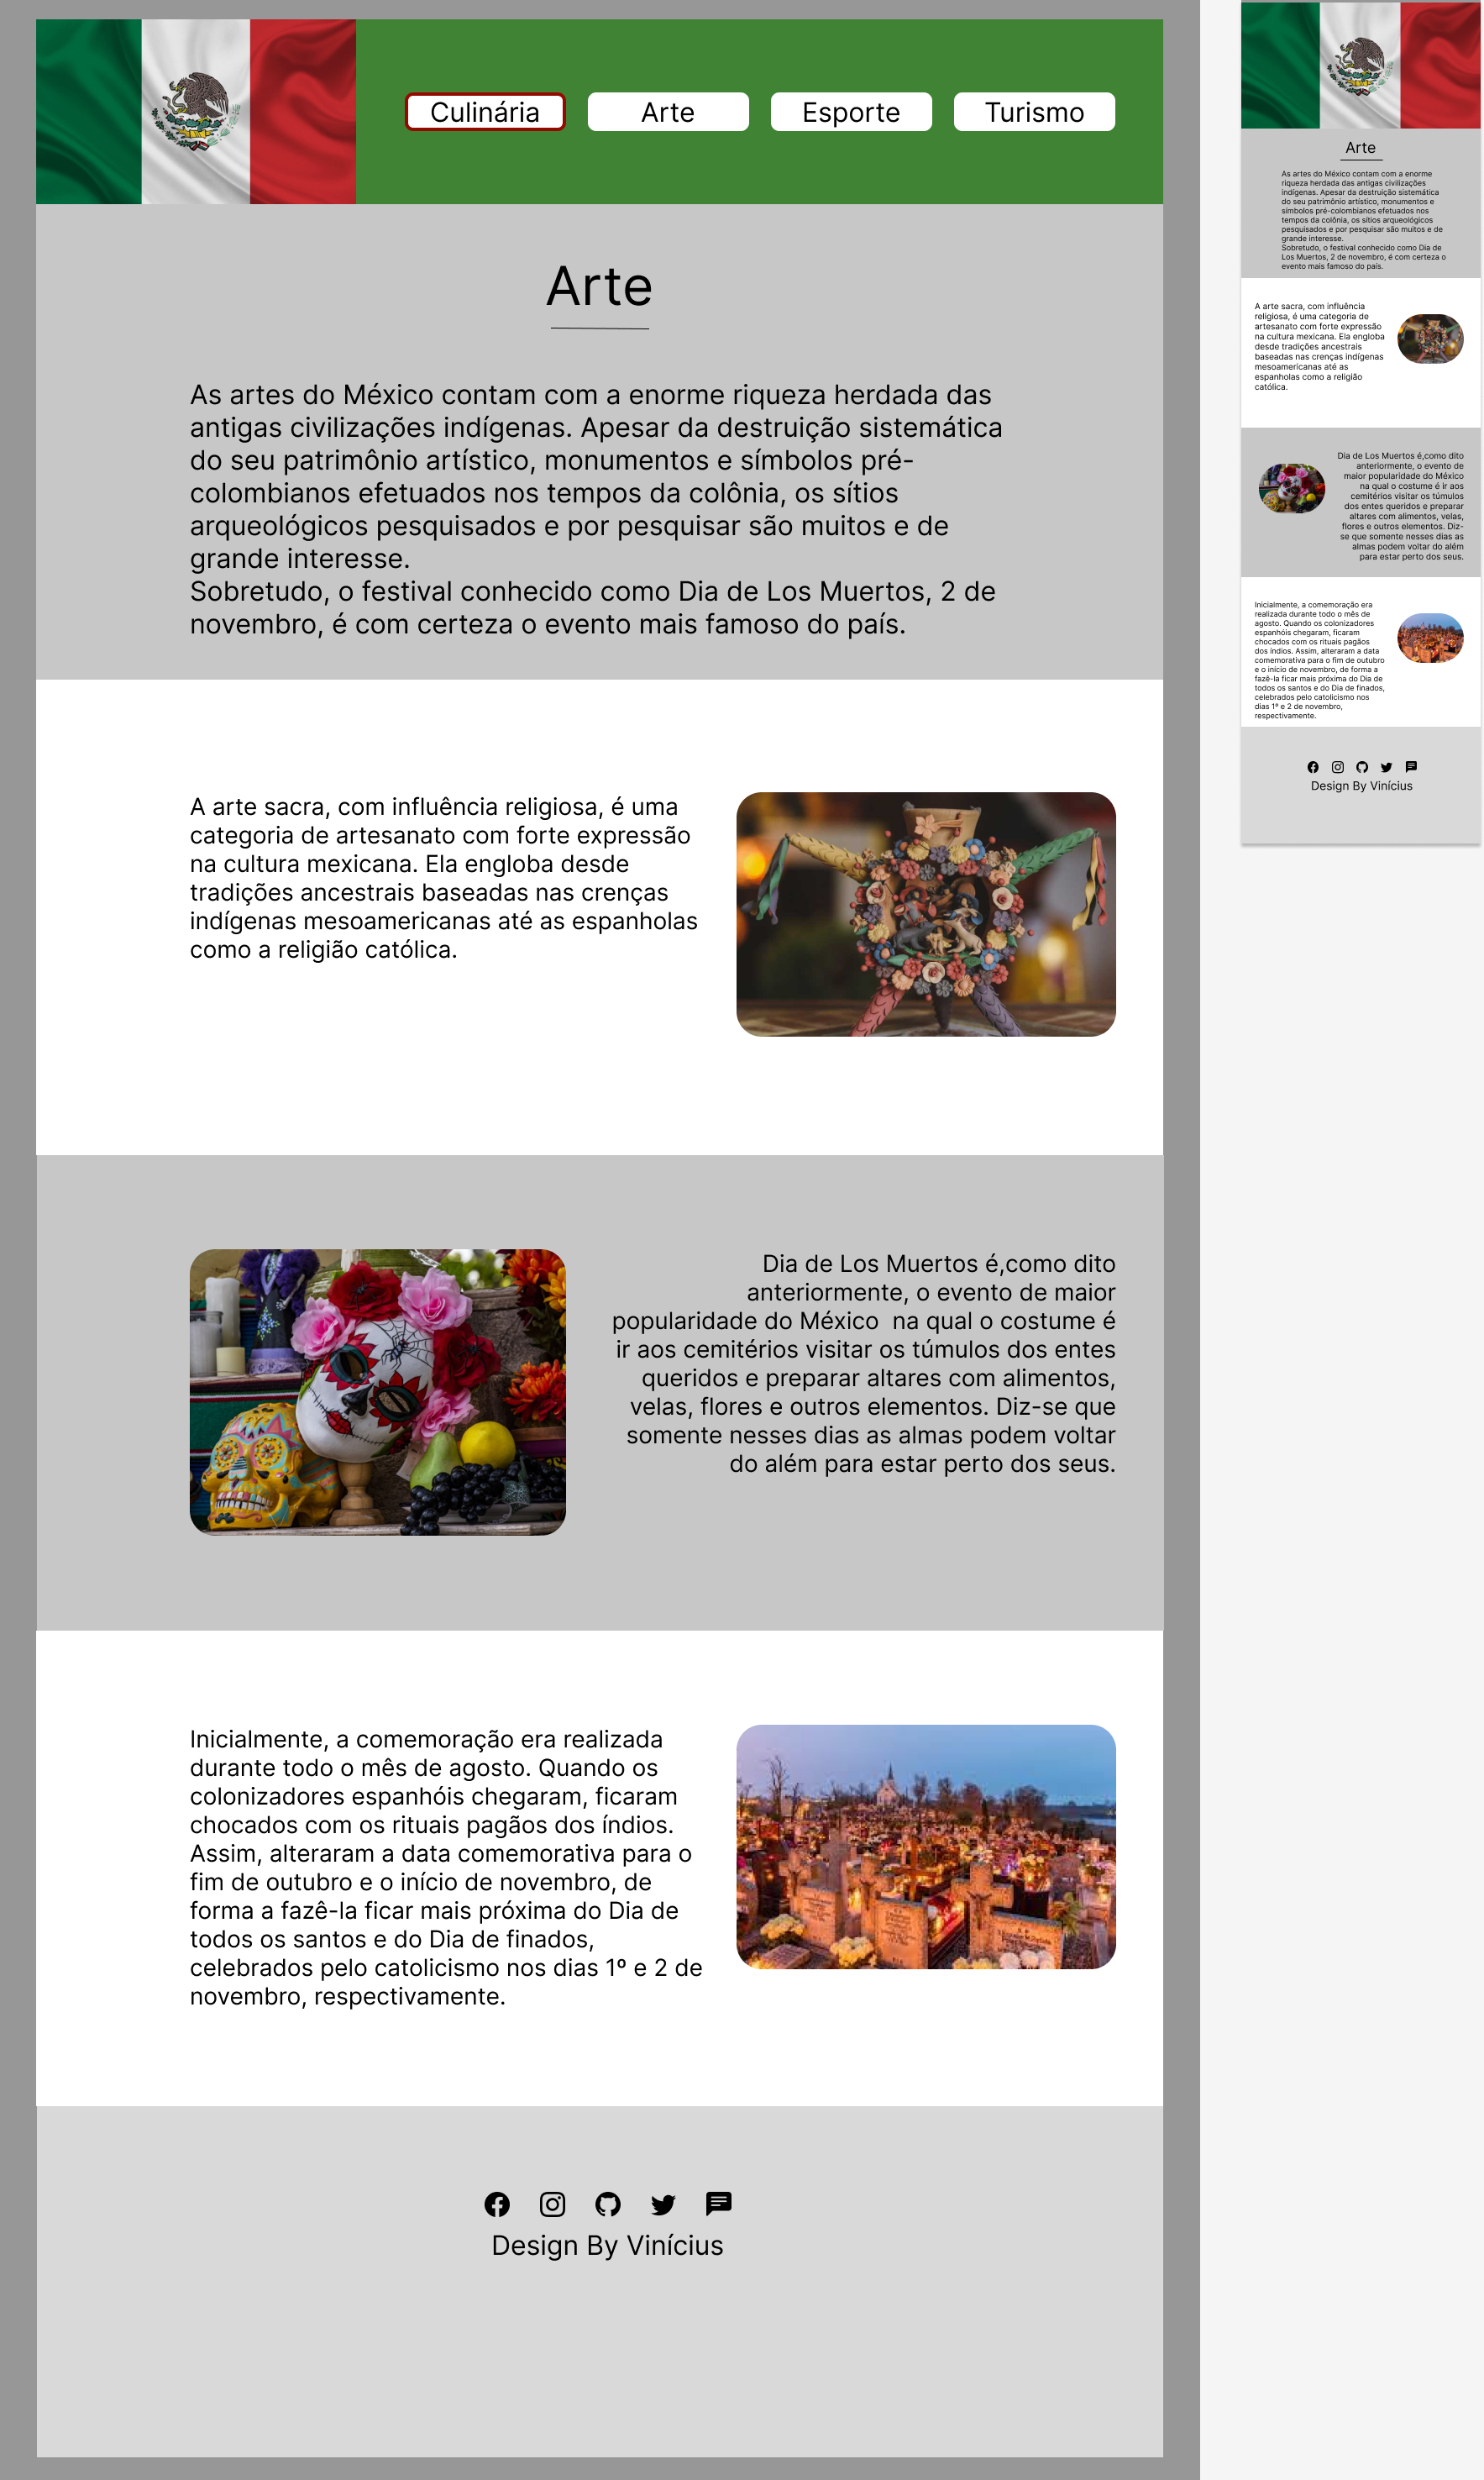 Culinária
Arte
Esporte
Turismo
Arte
As artes do México contam com a enorme riqueza herdada das
antigas civilizações indígenas. Apesar da destruição sistemática
do seu patrimônio artístico, monumentos e símbolos pré-
colombianos efetuados nos tempos da colônia, os sítios
arqueológicos pesquisados e por pesquisar são muitos e de
grande interesse.
Sobretudo, o festival conhecido como Dia de Los Muertos, 2 de
novembro, é com certeza o evento mais famoso do país.
A arte sacra, com influência religiosa, é uma
categoria de artesanato com forte expressão
na cultura mexicana. Ela engloba desde
tradições ancestrais baseadas nas crenças
indígenas mesoamericanas até as espanholas
como a religião católica.
Dia de Los Muertos é,como dito
anteriormente, o evento de maior
popularidade do México  na qual o costume é
ir aos cemitérios visitar os túmulos dos entes
queridos e preparar altares com alimentos,
velas, flores e outros elementos. Diz-se que
somente nesses dias as almas podem voltar
do além para estar perto dos seus.
Inicialmente, a comemoração era realizada
durante todo o mês de agosto. Quando os
colonizadores espanhóis chegaram, ficaram
chocados com os rituais pagãos dos índios.
Assim, alteraram a data comemorativa para o
fim de outubro e o início de novembro, de
forma a fazê-la ficar mais próxima do Dia de
todos os santos e do Dia de finados,
celebrados pelo catolicismo nos dias 1º e 2 de
novembro, respectivamente.
Design By Vinícius
Arte
As artes do México contam com a enorme
riqueza herdada das antigas civilizações
indígenas. Apesar da destruição sistemática
do seu patrimônio artístico, monumentos e
símbolos pré-colombianos efetuados nos
tempos da colônia, os sítios arqueológicos
pesquisados e por pesquisar são muitos e de
grande interesse.
Sobretudo, o festival conhecido como Dia de
Los Muertos, 2 de novembro, é com certeza o
evento mais famoso do país.
A arte sacra, com influência
religiosa, é uma categoria de
artesanato com forte expressão
na cultura mexicana. Ela engloba
desde tradições ancestrais
baseadas nas crenças indígenas
mesoamericanas até as
espanholas como a religião
católica.
Dia de Los Muertos é,como dito
anteriormente, o evento de
maior popularidade do México
na qual o costume é ir aos
cemitérios visitar os túmulos
dos entes queridos e preparar
altares com alimentos, velas,
flores e outros elementos. Diz-
se que somente nesses dias as
almas podem voltar do além
para estar perto dos seus.
Inicialmente, a comemoração era
realizada durante todo o mês de
agosto. Quando os colonizadores
espanhóis chegaram, ficaram
chocados com os rituais pagãos
dos índios. Assim, alteraram a data
comemorativa para o fim de outubro
e o início de novembro, de forma a
fazê-la ficar mais próxima do Dia de
todos os santos e do Dia de finados,
celebrados pelo catolicismo nos
dias 1º e 2 de novembro,
respectivamente.
Design By Vinícius